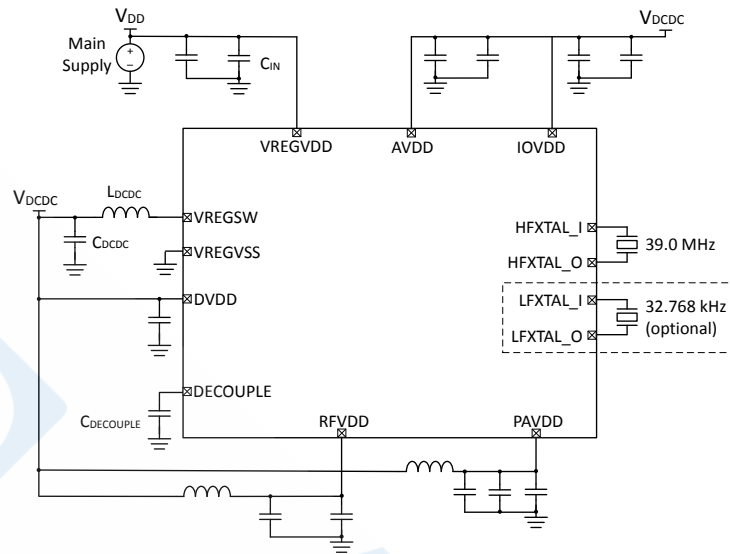 VDD
Main
Supply
+
−
CIN
VDCDC
VREGVDD
AVDD
IOVDD
VDCDC
LDCDC
CDCDC
VREGSW
VREGVSS
DVDD
DECOUPLE
CDECOUPLE
HFXTAL_I
HFXTAL_O
39.0 MHz
LFXTAL_I
LFXTAL_O
32.768 kHz
(optional)
RFVDD
PAVDD